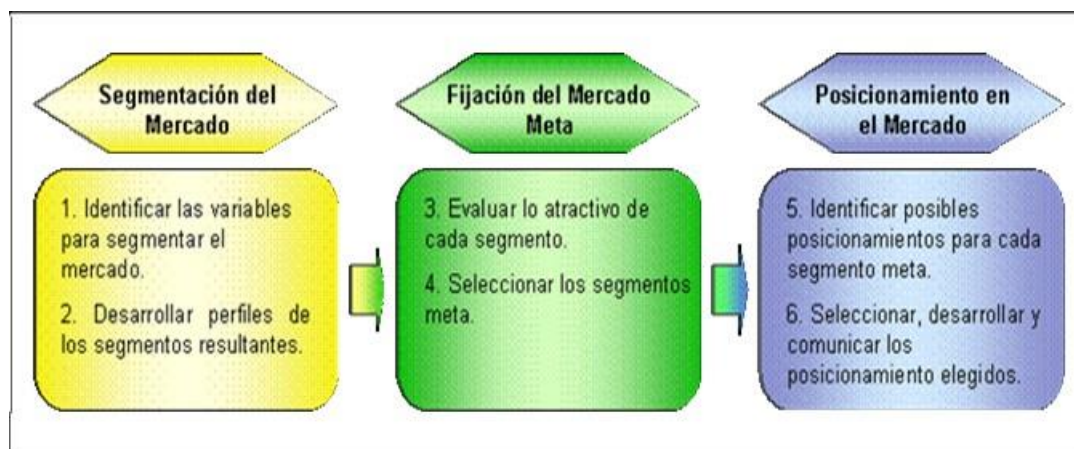 Segmentación del
Mercado
1. Identificar las variables
para segmentar el
mercado.
2. Desarrollar perfiles de
los segmentos resultantes.
Fijación del Mercado
Meta
3. Evaluar lo atractivo de
cada segmento.
4. Seleccionar los segmentos
meta.
Posicionamiento en
el Mercado
5. Identificar posibles
posicionamientos para cada
segmento meta.
6. Seleccionar, desarrollar y
comunicar los
posicionamiento elegidos.